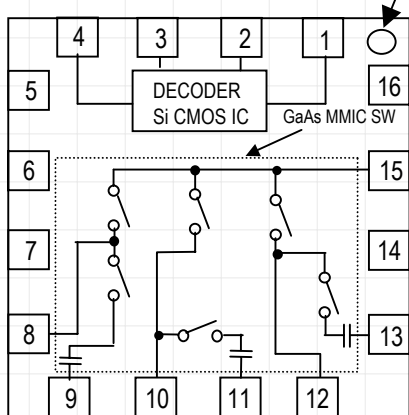 4 3 2 1
5 DECODER 16
Si CMOS IC
GaAs MMIC SW
6 15
7 14
8 13
9 10 11 12